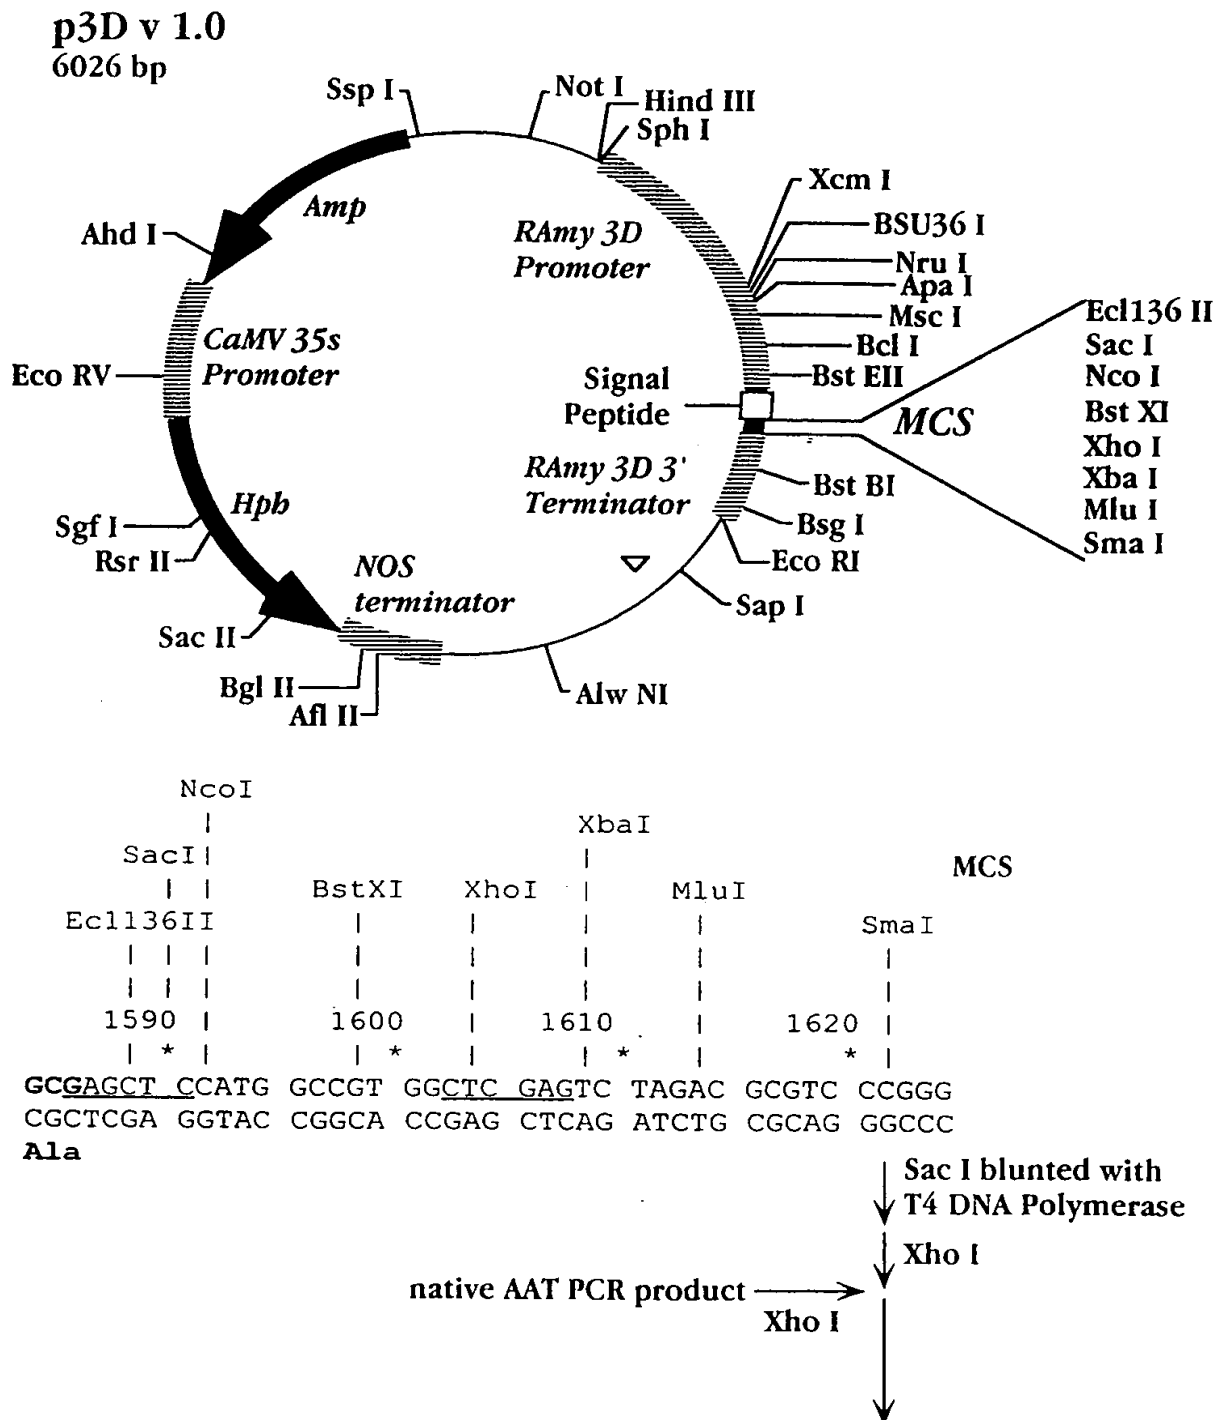 p3D v 1.0
6026 bp
Ssp I
Not I
Hind III
Sph I
Xcm I
BSU36 I
Nru I
Apa I
Msc I
Bcl I
Bst EII
Amp
RAmy 3D
Promoter
Ahd I
CaMV 35s
Promoter
Eco RV
Signal
Peptide
MCS
Ecl136 II
Sac I
Nco I
Bst XI
Xho I
Xba I
Mlu I
Sma I
RAmy 3D 3'
Terminator
Bst BI
Bsg I
Eco RI
Sap I
Hph
Sgf I
Rsr II
NOS
terminator
Sac II
Bgl II
Afl II
Alw NI
NcoI
XbaI
SacI
MCS
BstXI XhoI MluI
Ecl136II
SmaI
1590 1600 1610 1620
* * * *
GCGAGCT CCATG GCCGT GGCTC GAGTC TAGAC GCGTC CCGGG
CGCTCGA GGTAC CGGCA CCGAG CTCAG ATCTG CGCAG GGCCC
Ala
Sac I blunted with
T4 DNA Polymerase
Xho I
native AAT PCR product
Xho I